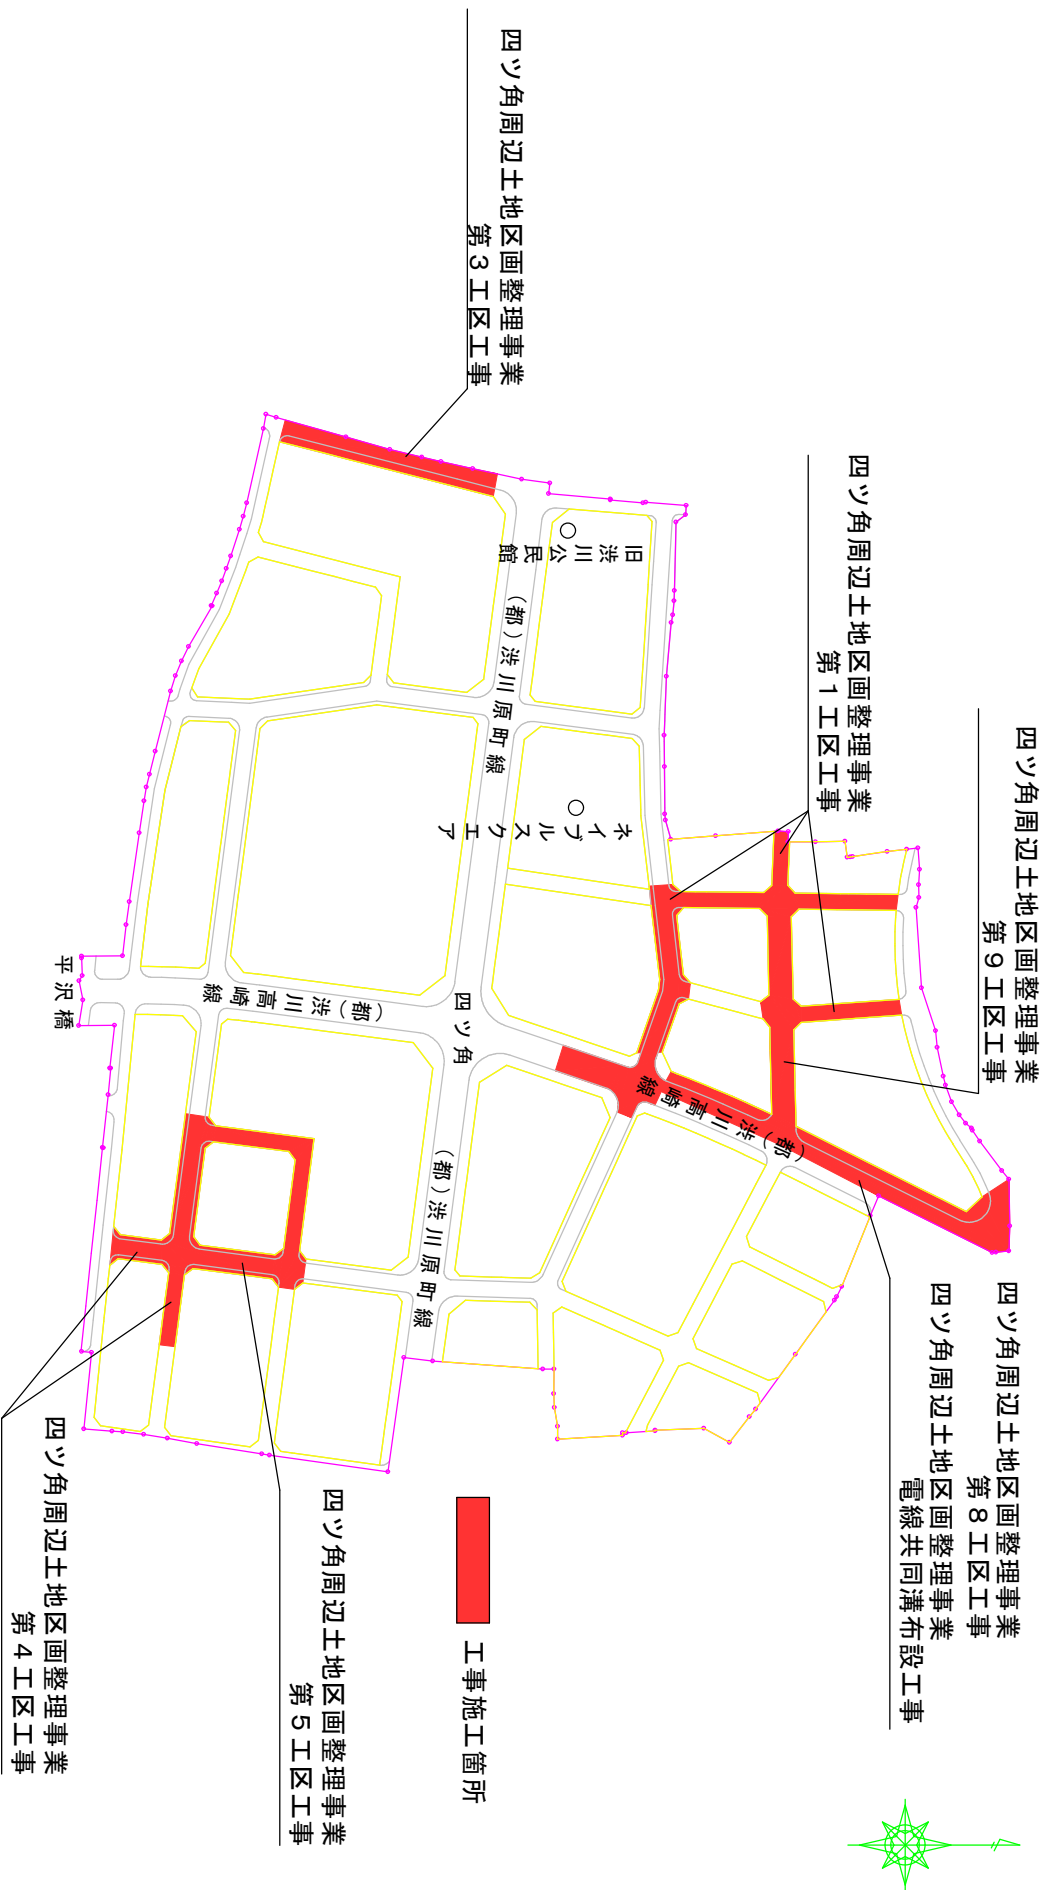 四ツ角周辺土地区画整理事業
第９工区工事
四ツ角周辺土地区画整理事業
第８工区工事
四ツ角周辺土地区画整理事業
電線共同溝布設工事
四ツ角周辺土地区画整理事業
第１工区工事
四ツ角周辺土地区画整理事業
第３工区工事
旧渋川公民館
(都)渋川原町線
ネイブルスクエア
(都)渋川高崎線
四ツ角
(都)渋川高崎線
(都)渋川原町線
平沢橋
工事施工箇所
四ツ角周辺土地区画整理事業
第５工区工事
四ツ角周辺土地区画整理事業
第４工区工事